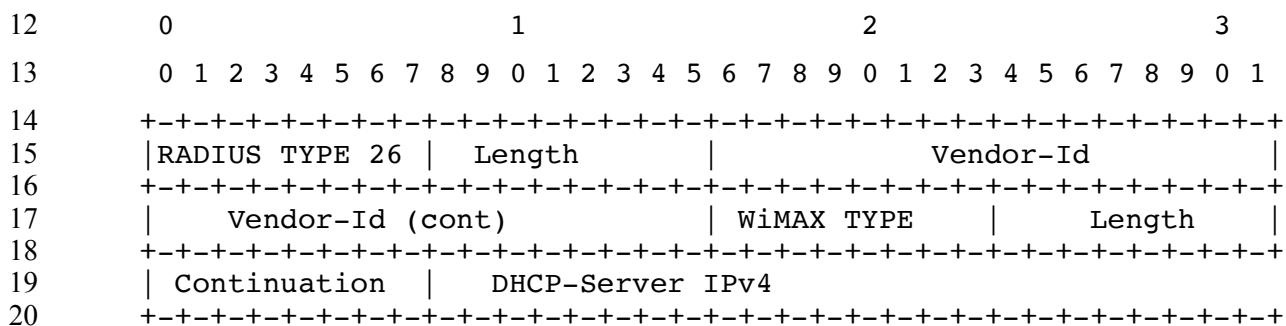 12 0 1 2 3
13 0 1 2 3 4 5 6 7 8 9 0 1 2 3 4 5 6 7 8 9 0 1 2 3 4 5 6 7 8 9 0 1
14 +-+-+-+-+-+-+-+-+-+-+-+-+-+-+-+-+-+-+-+-+-+-+-+-+-+-+-+-+-+-+-+-+
15 |RADIUS TYPE 26 | Length | Vendor-Id |
16 +-+-+-+-+-+-+-+-+-+-+-+-+-+-+-+-+-+-+-+-+-+-+-+-+-+-+-+-+-+-+-+-+
17 | Vendor-Id (cont) | WiMAX TYPE | Length |
18 +-+-+-+-+-+-+-+-+-+-+-+-+-+-+-+-+-+-+-+-+-+-+-+-+-+-+-+-+-+-+-+-+
19 | Continuation | DHCP-Server IPv4
20 +-+-+-+-+-+-+-+-+-+-+-+-+-+-+-+-+-+-+-+-+-+-+-+-+-+-+-+-+-+-+-+-+